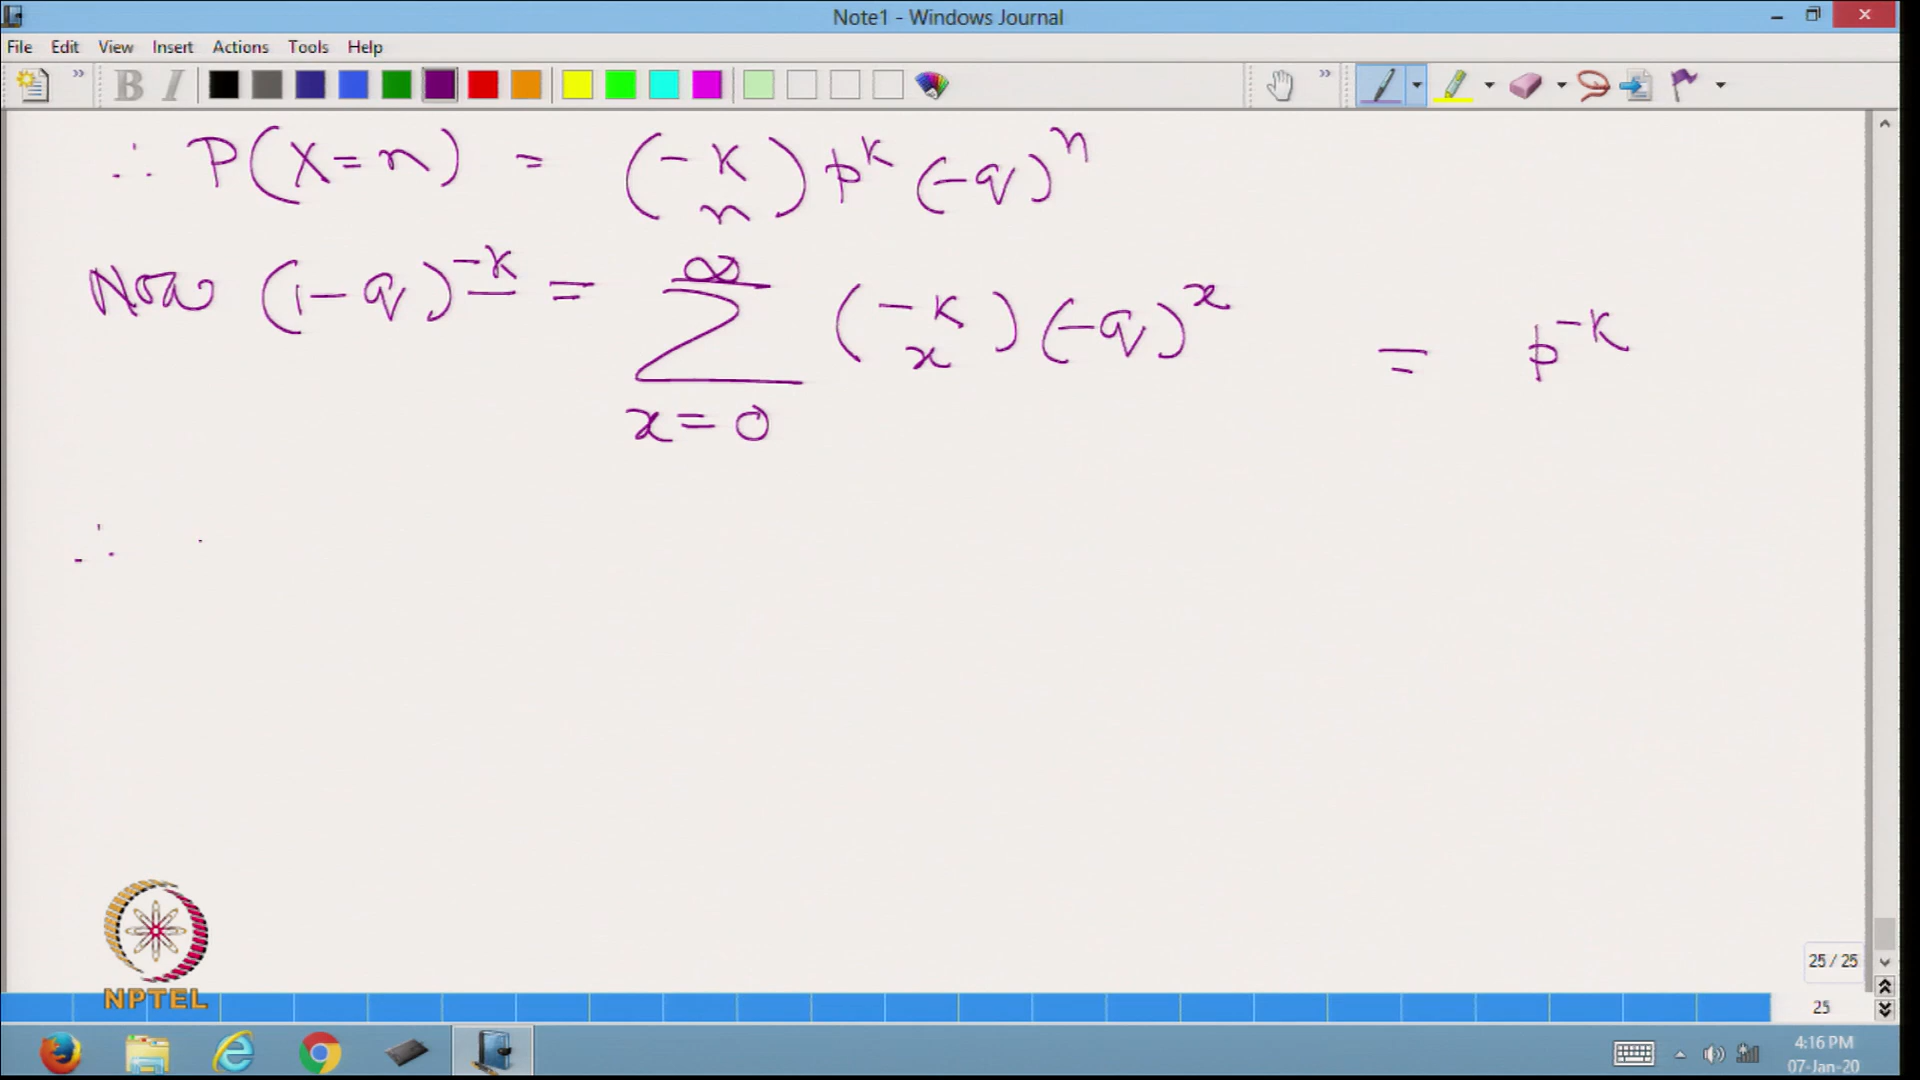 Note1 - Windows Journal
File Edit View Insert Actions Tools Help
B I
∴ P(X=n) = (-k n) p^k (-q)^n
Now (1-q)^-k = ∑ ∞ x=0 (-k x) (-q)^x = p^-k
∴
25 / 25
NPTEL
25
4:16 PM
07-Jan-20